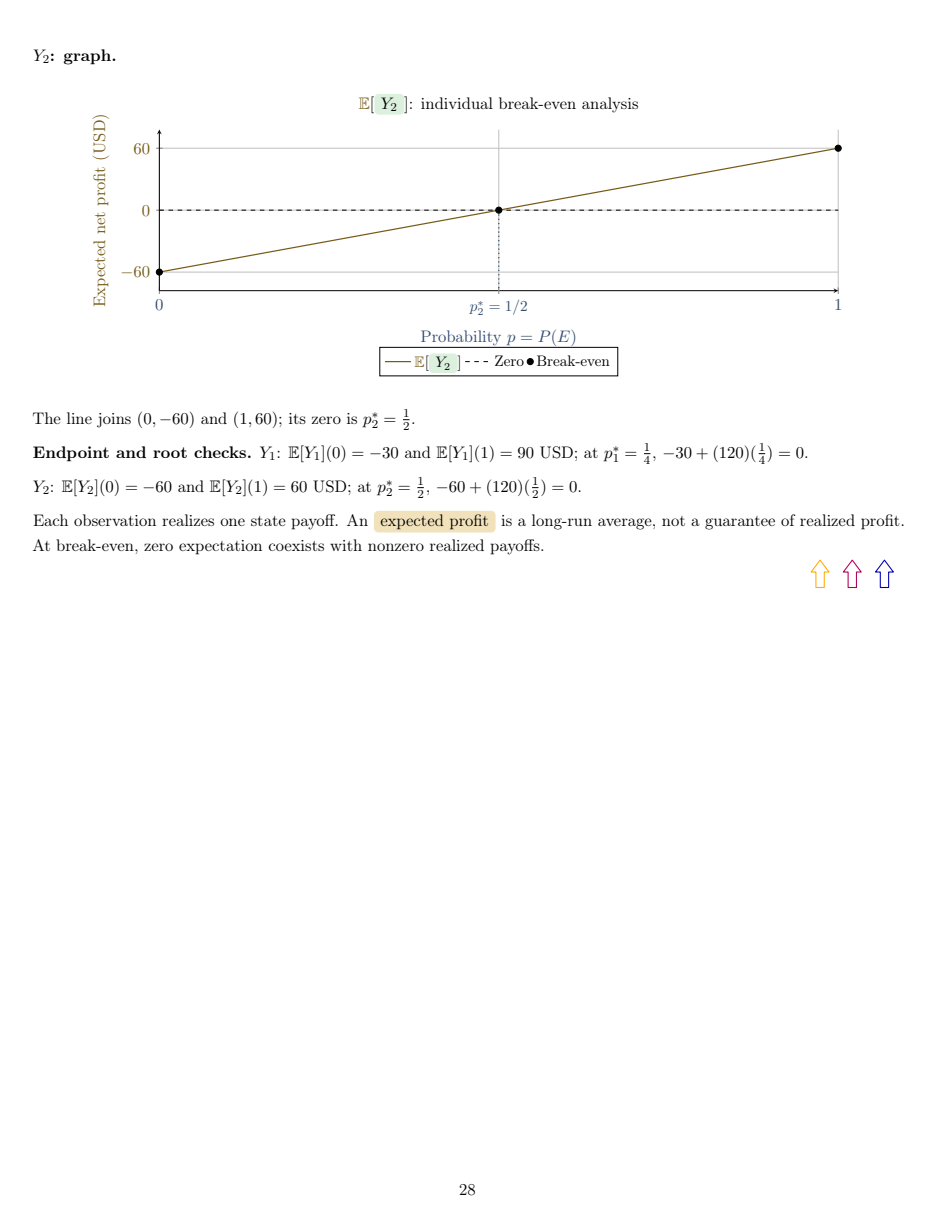 Y₂: graph.
𝔼[ Y₂ ]: individual break-even analysis
Expected net profit (USD)
60
0
−60
0
p₂* = 1/2
1
Probability p = P(E)
𝔼[ Y₂ ] Zero Break-even
The line joins (0, −60) and (1, 60); its zero is p₂* = 1/2.
Endpoint and root checks. Y₁: 𝔼[Y₁](0) = −30 and 𝔼[Y₁](1) = 90 USD; at p₁* = 1/4, −30 + (120)(1/4) = 0.
Y₂: 𝔼[Y₂](0) = −60 and 𝔼[Y₂](1) = 60 USD; at p₂* = 1/2, −60 + (120)(1/2) = 0.
Each observation realizes one state payoff. An expected profit is a long-run average, not a guarantee of realized profit.
At break-even, zero expectation coexists with nonzero realized payoffs.
28